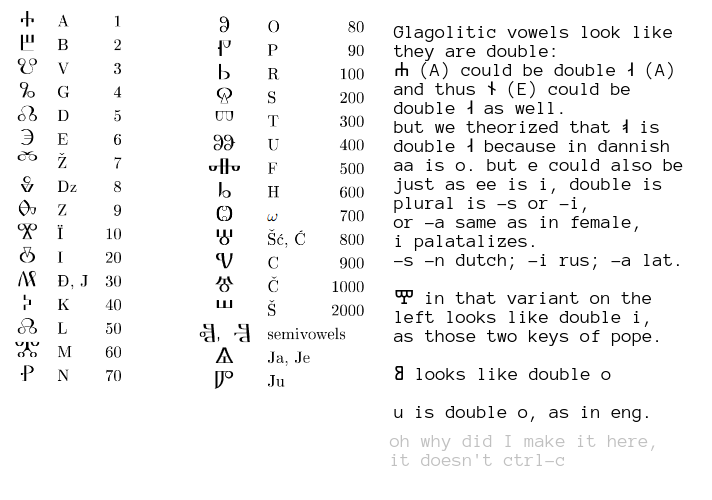 Ⰰ A 1
Ⰱ B 2
Ⰲ V 3
Ⰳ G 4
Ⰴ D 5
Ⰵ E 6
Ⰶ Ž 7
Ⰷ Dz 8
Ⰸ Z 9
Ⰺ Ï 10
Ⰻ I 20
Ⰼ Đ, J 30
Ⰽ K 40
Ⰾ L 50
Ⰿ M 60
Ⱀ N 70
Ⱁ O 80
Ⱂ P 90
Ⱃ R 100
Ⱄ S 200
Ⱅ T 300
Ⱆ U 400
Ⱇ F 500
Ⱈ H 600
Ⱉ ω 700
Ⱋ Šć, Ć 800
Ⱌ C 900
Ⱍ Č 1000
Ⱎ Š 2000
Ⱏ, Ⱐ semivowels
Ⱑ Ja, Je
Ⱓ Ju
Glagolitic vowels look like
they are double:
(A) could be double (A)
and thus (E) could be
double as well.
but we theorized that is
double because in dannish
aa is o. but e could also be
just as ee is i, double is
plural is -s or -i,
or -a same as in female,
i palatalizes.
-s -n dutch; -i rus; -a lat.
in that variant on the
left looks like double i,
as those two keys of pope.
looks like double o
u is double o, as in eng.
oh why did I make it here,
it doesn't ctrl-c